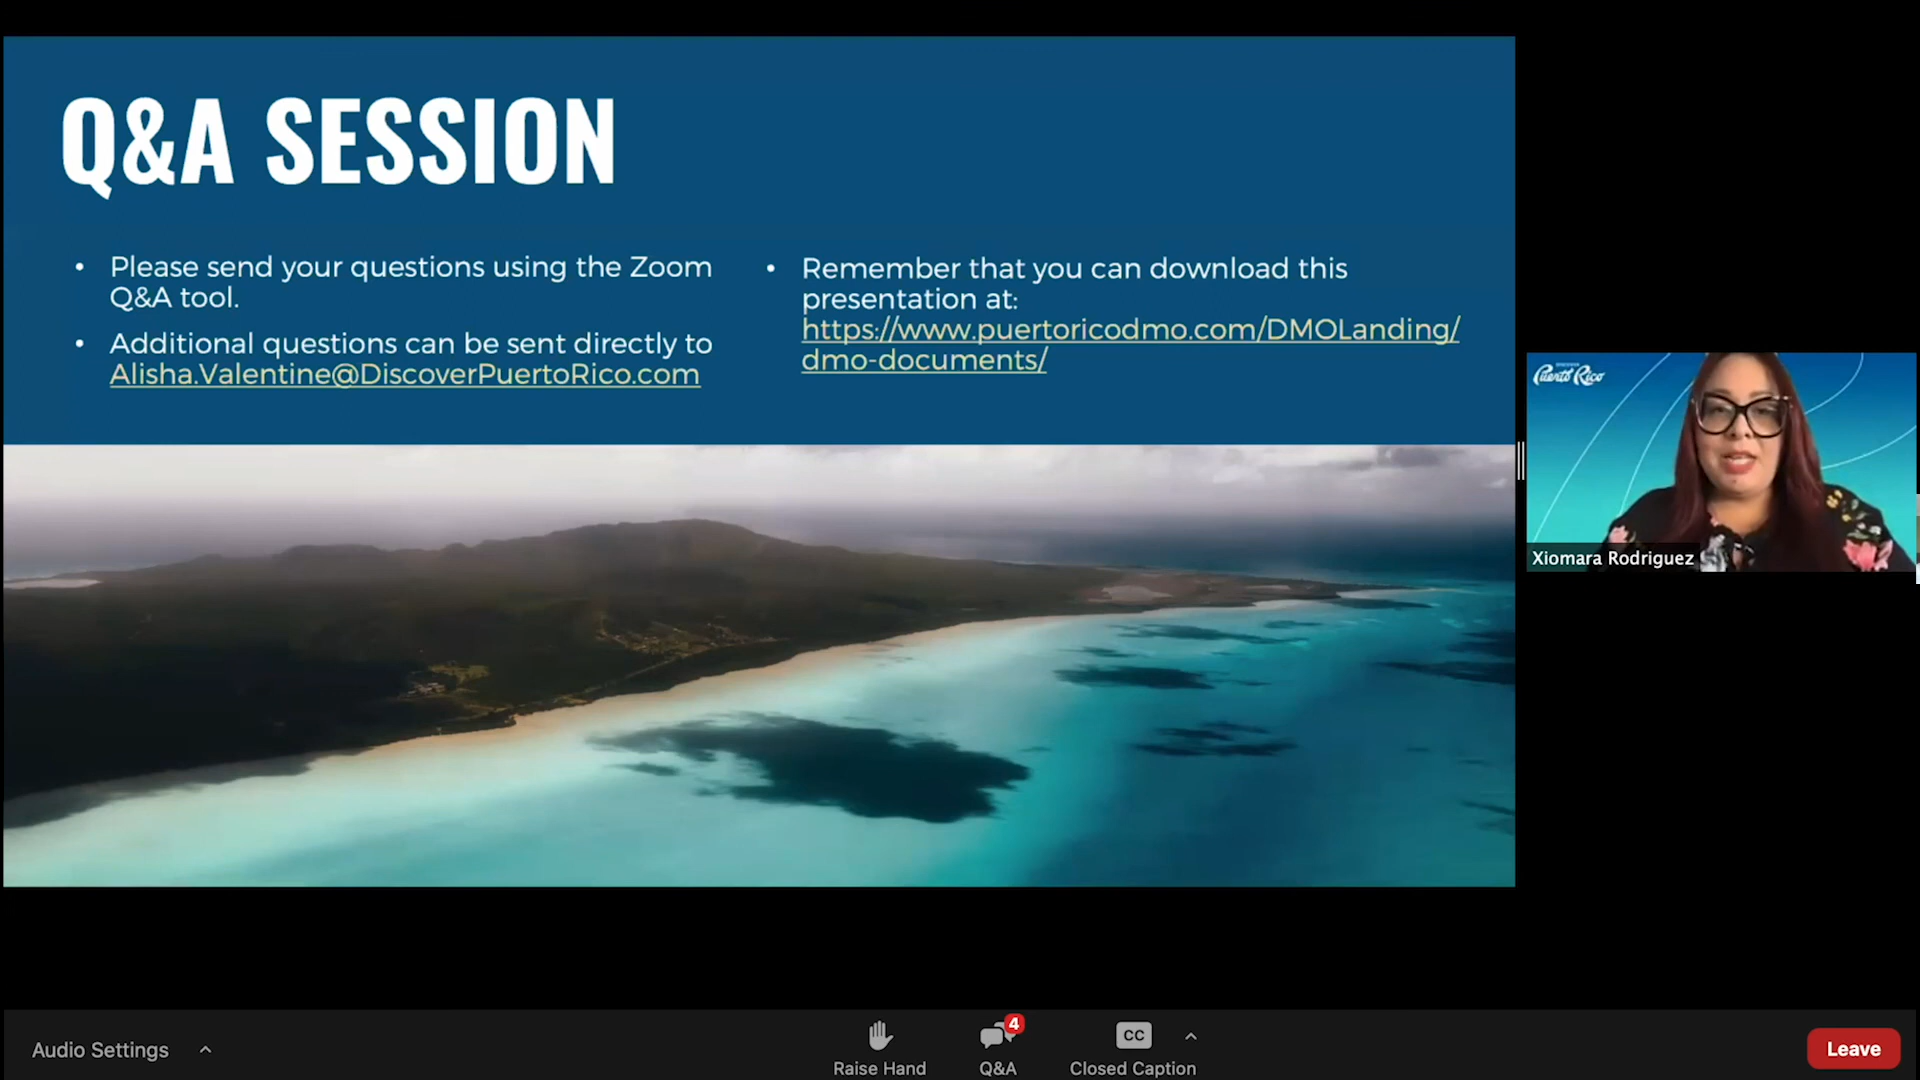 Q&A SESSION
• Please send your questions using the Zoom
Q&A tool.
• Additional questions can be sent directly to
Alisha.Valentine@DiscoverPuertoRico.com
• Remember that you can download this
presentation at:
https://www.puertoricodmo.com/DMOLanding/
dmo-documents/
Puerto Rico
Xiomara Rodriguez
Audio Settings
Raise Hand
4
Q&A
CC
Closed Caption
Leave